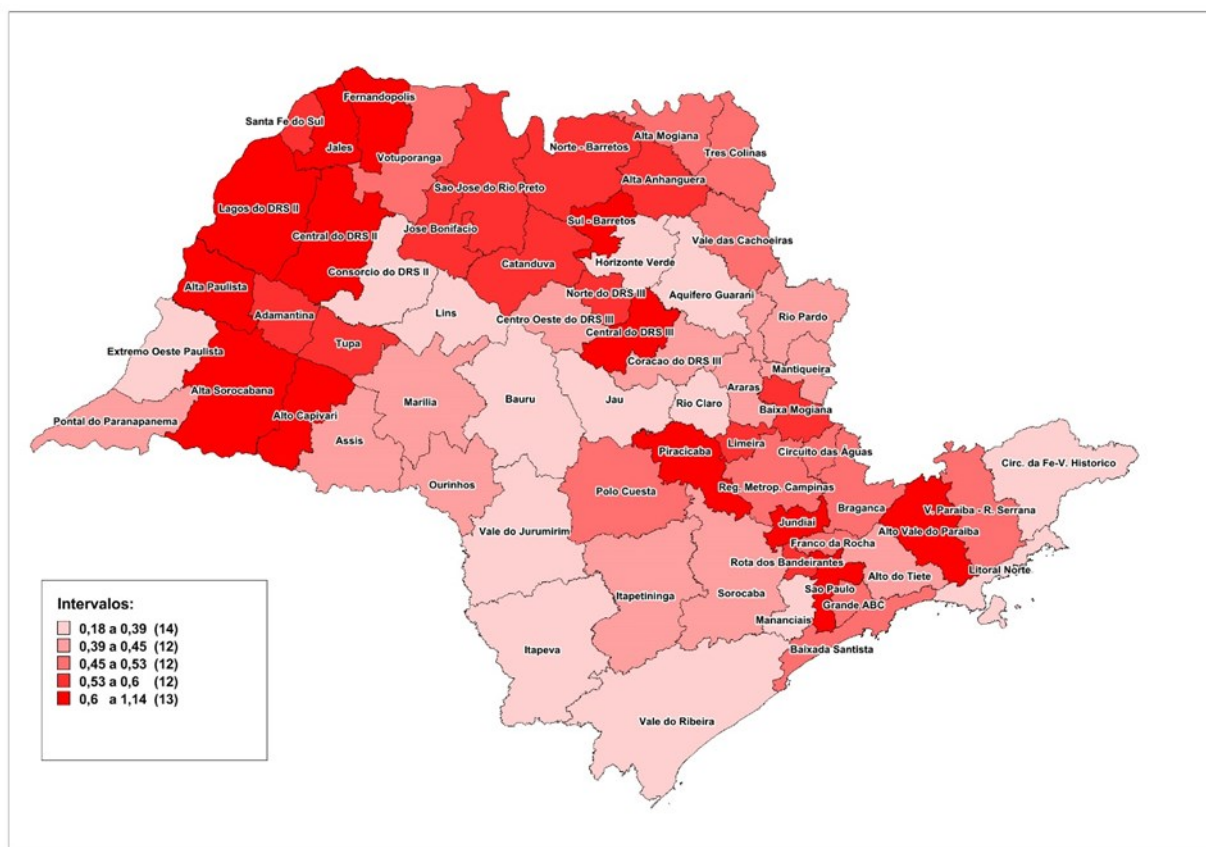 Fernandopolis
Santa Fe do Sul
Jales
Votuporanga
Norte - Barretos
Alta Mogiana
Tres Colinas
Sao Jose do Rio Preto
Alta Anhanguera
Lagos do DRS II
Central do DRS II
Jose Bonifacio
Sul - Barretos
Vale das Cachoeiras
Catanduva
Horizonte Verde
Consorcio do DRS II
Alta Paulista
Norte do DRS III
Aquifero Guarani
Adamantina
Lins
Centro Oeste do DRS III
Rio Pardo
Central do DRS III
Tupa
Extremo Oeste Paulista
Coracao do DRS III
Mantiqueira
Alta Sorocabana
Araras
Marilia
Bauru
Jau
Rio Claro
Baixa Mogiana
Alto Capivari
Pontal do Paranapanema
Assis
Limeira
Piracicaba
Circuito das Águas
Circ. da Fe-V. Historico
Ourinhos
Polo Cuesta
Reg. Metrop. Campinas
Braganca
V. Paraiba - R. Serrana
Jundiai
Vale do Jurumirim
Alto Vale do Paraiba
Franco da Rocha
Rota dos Bandeirantes
Litoral Norte
Alto do Tiete
Sao Paulo
Itapetininga
Sorocaba
Grande ABC
Mananciais
Itapeva
Baixada Santista
Vale do Ribeira
Intervalos:
0,18 a 0,39 (14)
0,39 a 0,45 (12)
0,45 a 0,53 (12)
0,53 a 0,6 (12)
0,6 a 1,14 (13)